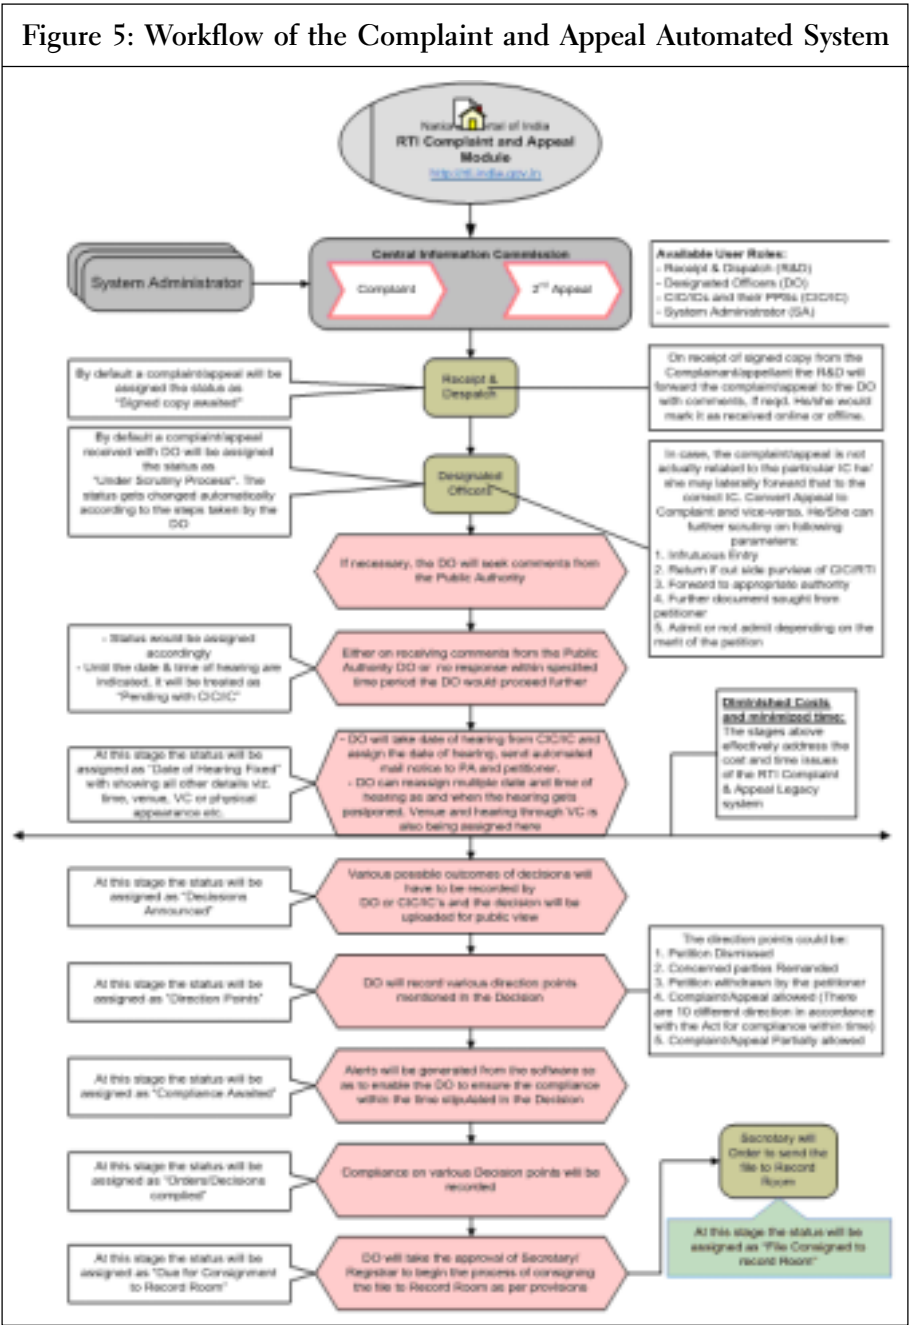 Figure 5: Workflow of the Complaint and Appeal Automated System
National Portal of India
RTI Complaint and Appeal
Module
http://rti.india.gov.in
System Administrator
Central Information Commission
Complaint
2nd Appeal
Available User Roles:
- Receipt & Dispatch (R&D)
- Designated Officers (DO)
- CIC/ICs and their PPSs (CIC/IC)
- System Administrator (SA)
By default a complaint/appeal will be
assigned the status as
"Signed copy awaited"
Receipt &
Despatch
On receipt of signed copy from the
Complainant/appellant the R&D will
forward the complaint/appeal to the DO
with comments, if reqd. He/she would
mark it as received online or offline.
By default a complaint/appeal
received with DO will be assigned
the status as
"Under Scrutiny Process". The
status gets changed automatically
according to the steps taken by the
DO
Designated
Officers
In case, the complaint/appeal is not
actually related to the particular IC he/
she may laterally forward that to the
correct IC. Convert Appeal to
Complaint and vice-versa. He/She can
further scrutiny on following
parameters:
1. Infrutuous Entry
2. Return if out side purview of CIC/RTI
3. Forward to appropriate authority
4. Further document sought from
petitioner
5. Admit or not admit depending on the
merit of the petition
If necessary, the DO will seek comments from
the Public Authority
- Status would be assigned
accordingly
- Until the date & time of hearing are
indicated, it will be treated as
"Pending with CIC/IC"
Either on receiving comments from the Public
Authority DO or no response within specified
time period the DO would proceed further
Diminished Costs
and minimized time:
The stages above
effectively address the
cost and time issues
of the RTI Complaint
& Appeal Legacy
system
At this stage the status will be
assigned as "Date of Hearing Fixed"
with showing all other details viz.
time, venue, VC or physical
appearance etc.
- DO will take date of hearing from CIC/IC and
assign the date of hearing, send automated
mail notice to PA and petitioner.
- DO can reassign multiple date and time of
hearing as and when the hearing gets
postponed. Venue and hearing through VC is
also being assigned here
At this stage the status will be
assigned as "Decisions
Announced"
Various possible outcomes of decisions will
have to be recorded by
DO or CIC/IC's and the decision will be
uploaded for public view
At this stage the status will be
assigned as "Direction Points"
DO will record various direction points
mentioned in the Decision
The direction points could be:
1. Petition Dismissed
2. Concerned parties Remanded
3. Petition withdrawn by the petitioner
4. Complaint/Appeal allowed (There
are 10 different direction in accordance
with the Act for compliance within time)
5. Complaint/Appeal Partially allowed
At this stage the status will be
assigned as "Compliance Awaited"
Alerts will be generated from the software so
as to enable the DO to ensure the compliance
within the time stipulated in the Decision
At this stage the status will be
assigned as "Orders/Decisions
complied"
Compliance on various Decision points will be
recorded
Secretary will
Order to send the
file to Record
Room
At this stage the status will be
assigned as "File Consigned to
record Room"
At this stage the status will be
assigned as "Due for Consignment
to Record Room"
DO will take the approval of Secretary/
Registrar to begin the process of consigning
the file to Record Room as per provisions